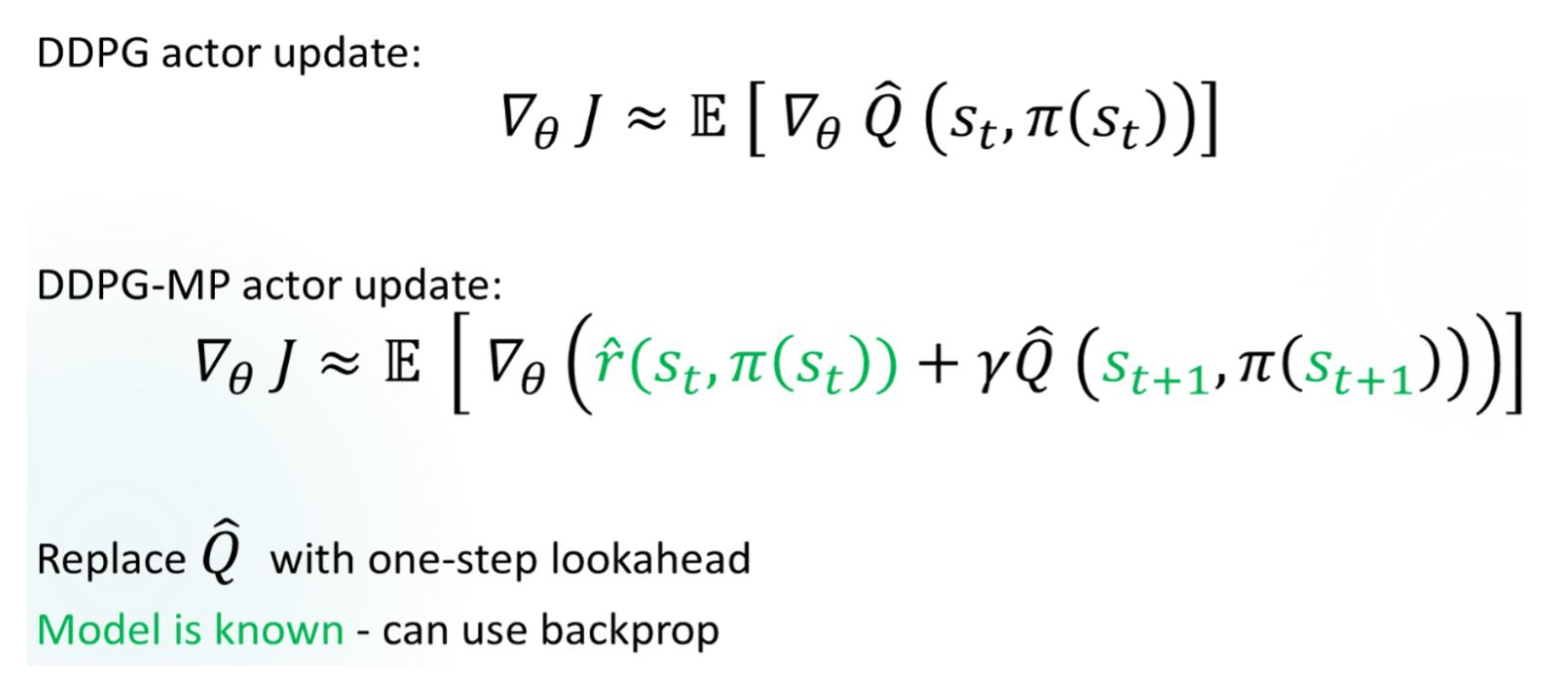 DDPG actor update:
∇θ J ≈ 𝔼 [ ∇θ Q̂ (sₜ, π(sₜ))]
DDPG-MP actor update:
∇θ J ≈ 𝔼 [ ∇θ (r̂(sₜ, π(sₜ)) + γQ̂ (sₜ₊₁, π(sₜ₊₁)))]
Replace Q̂ with one-step lookahead
Model is known - can use backprop